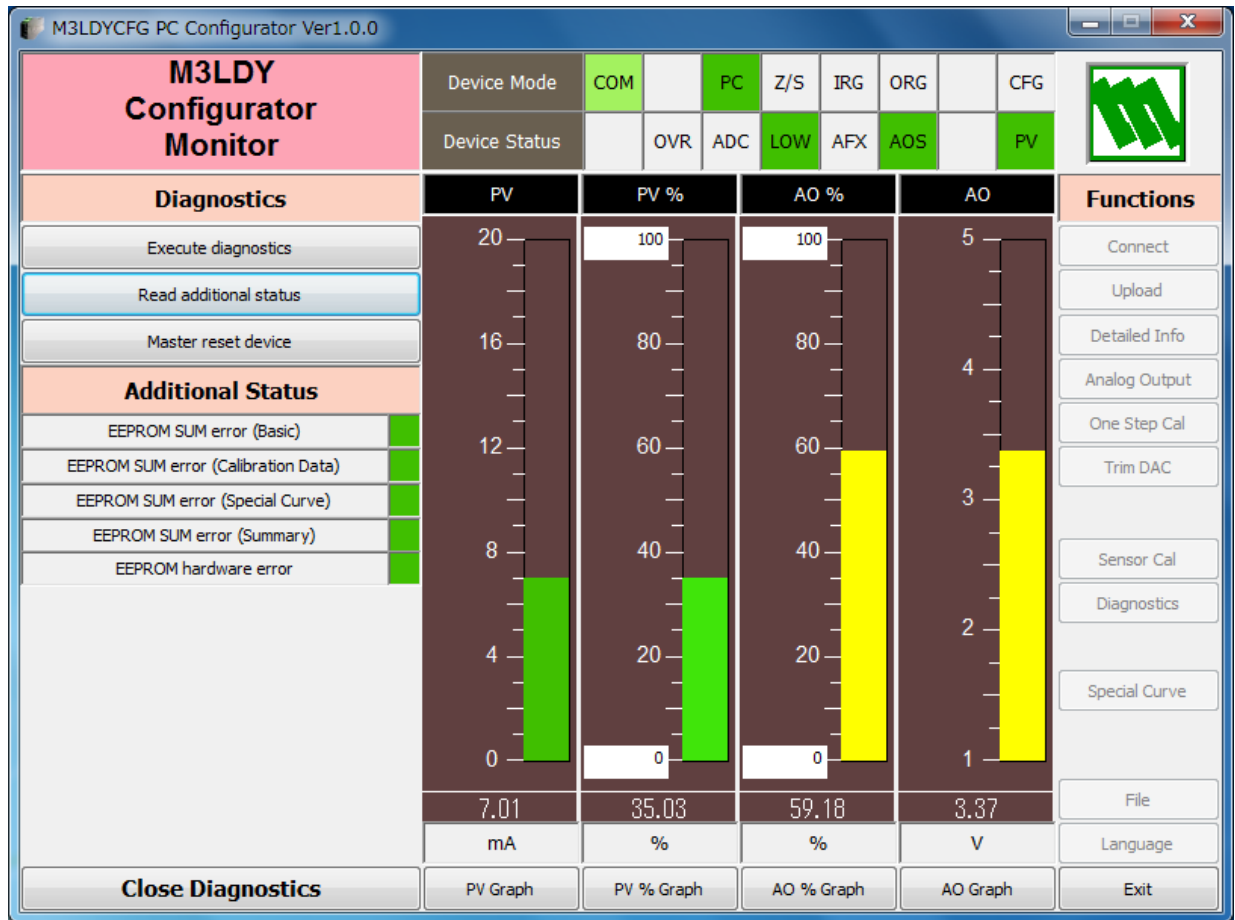 M3LDYCFG PC Configurator Ver1.0.0
M3LDY
Configurator
Monitor
Device Mode
COM
PC
Z/S
IRG
ORG
CFG
Device Status
OVR
ADC
LOW
AFX
AOS
PV
Diagnostics
Execute diagnostics
Read additional status
Master reset device
Additional Status
EEPROM SUM error (Basic)
EEPROM SUM error (Calibration Data)
EEPROM SUM error (Special Curve)
EEPROM SUM error (Summary)
EEPROM hardware error
Close Diagnostics
PV
20
16
12
8
4
0
7.01
mA
PV Graph
PV %
100
80
60
40
20
0
35.03
%
PV % Graph
AO %
100
80
60
40
20
0
59.18
%
AO % Graph
AO
5
4
3
2
1
3.37
V
AO Graph
Functions
Connect
Upload
Detailed Info
Analog Output
One Step Cal
Trim DAC
Sensor Cal
Diagnostics
Special Curve
File
Language
Exit